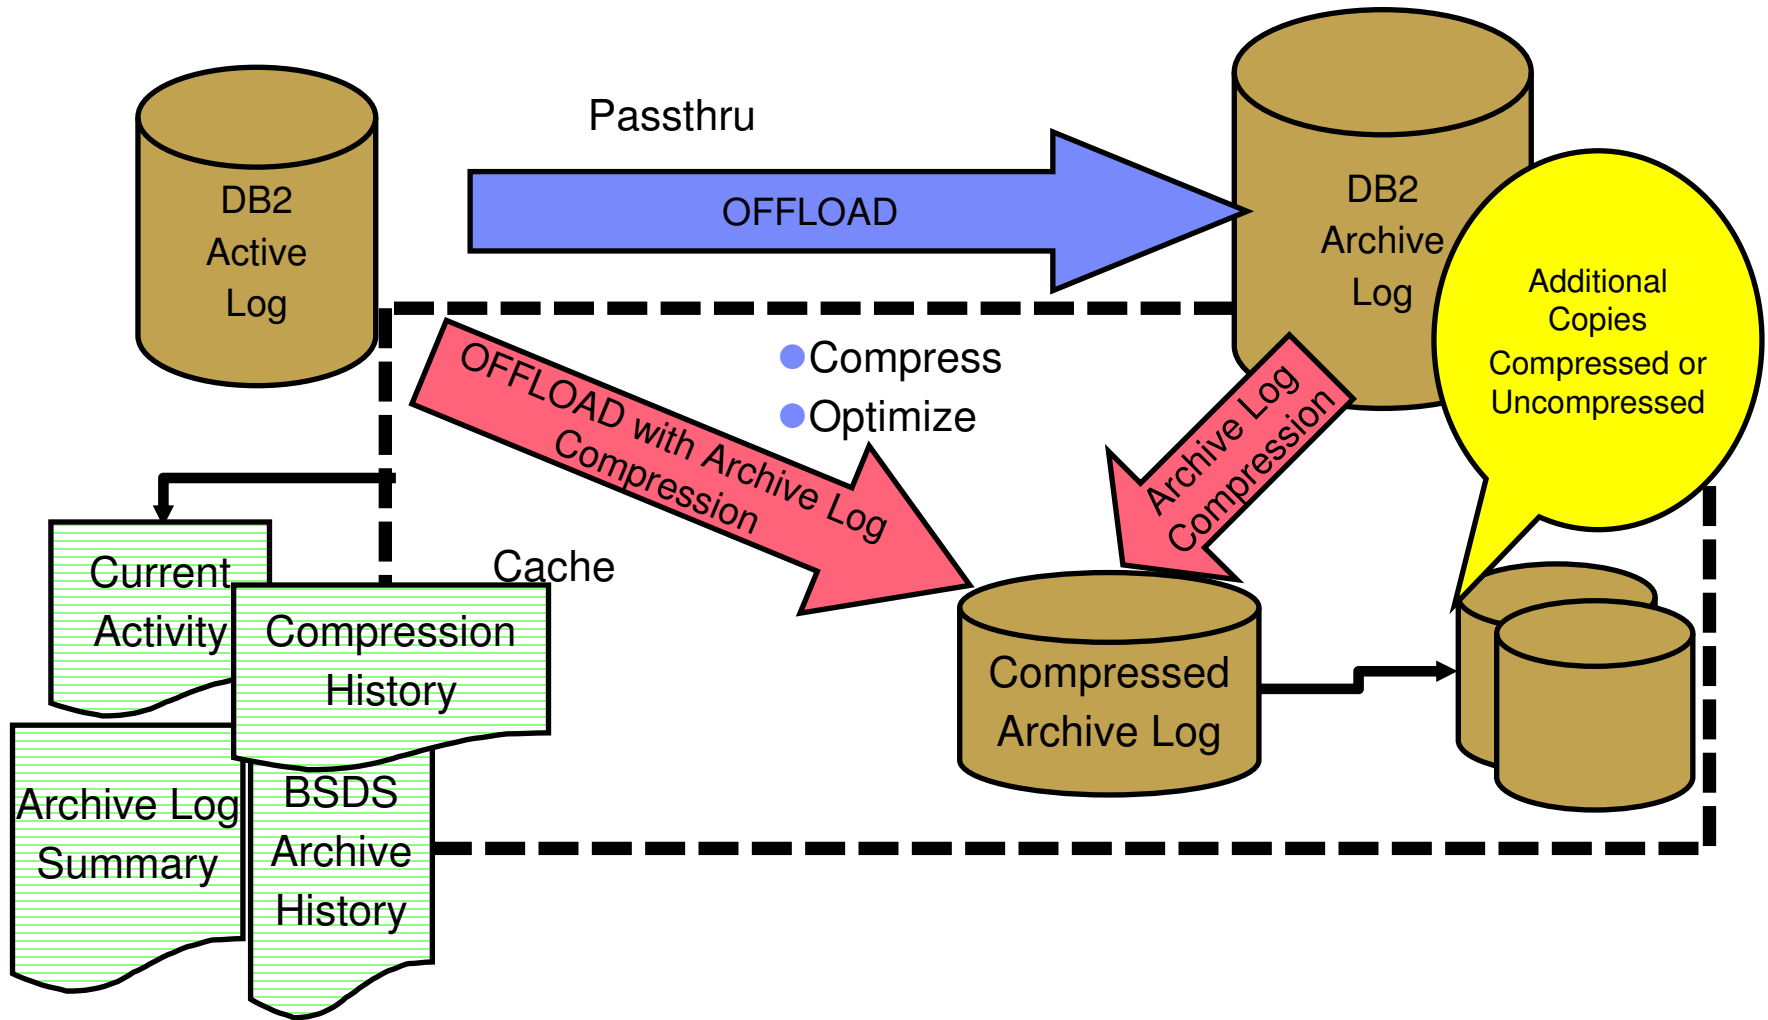 Passthru
DB2
Active
Log
OFFLOAD
DB2
Archive
Log
Additional
Copies
Compressed or
Uncompressed
OFFLOAD with Archive Log
Compression
Compress
Optimize
Archive Log
Compression
Cache
Current
Activity
Compression
History
Compressed
Archive Log
Archive Log
Summary
BSDS
Archive
History